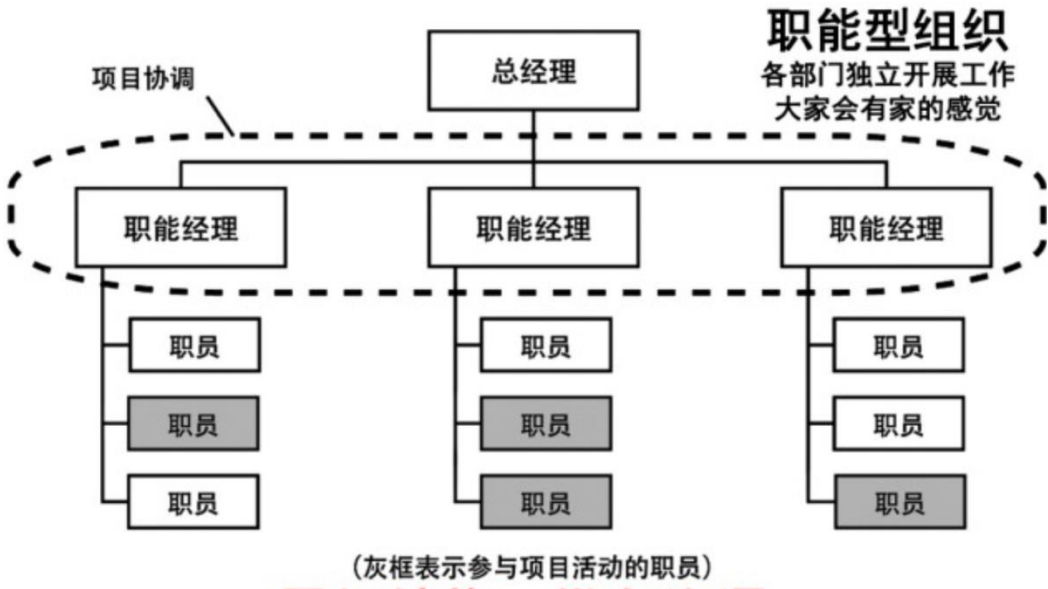 职能型组织
各部门独立开展工作
大家会有家的感觉
总经理
项目协调
职能经理 职能经理 职能经理
职员 职员 职员
职员 职员 职员
职员 职员 职员
(灰框表示参与项目活动的职员)